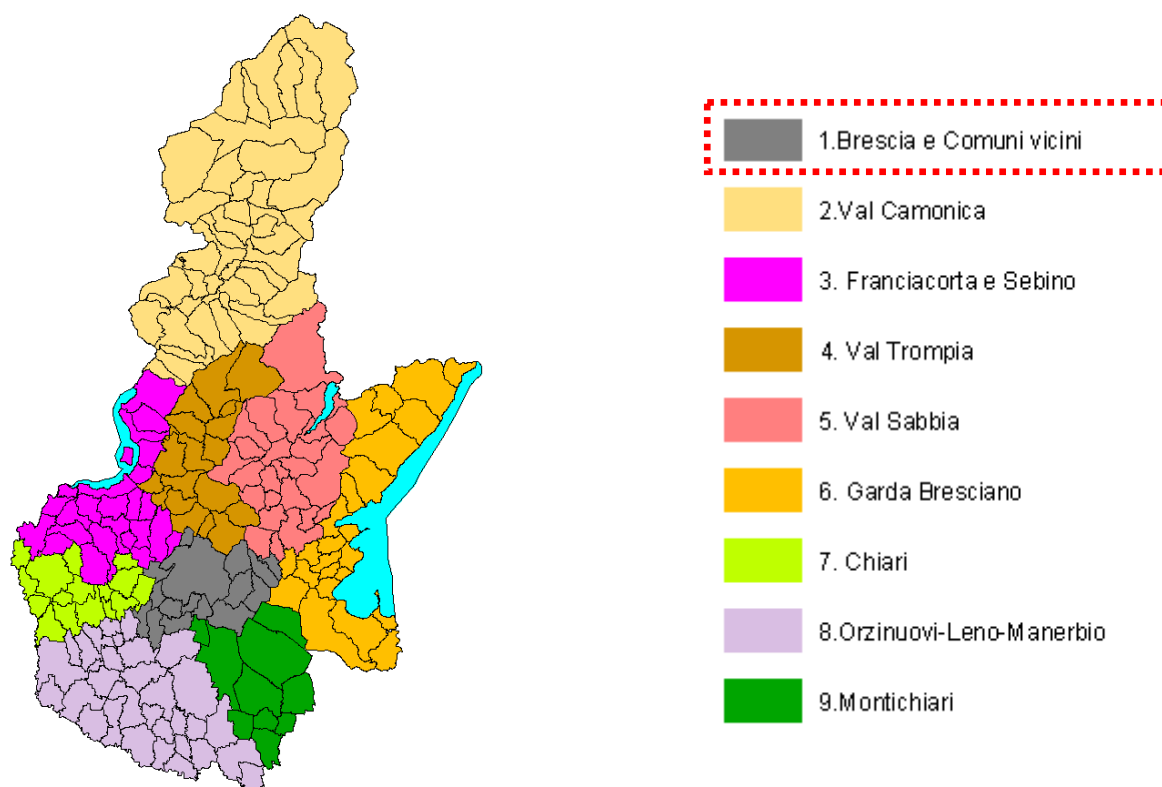 1.Brescia e Comuni vicini
2.Val Camonica
3. Franciacorta e Sebino
4. Val Trompia
5. Val Sabbia
6. Garda Bresciano
7. Chiari
8.Orzinuovi-Leno-Manerbio
9.Montichiari